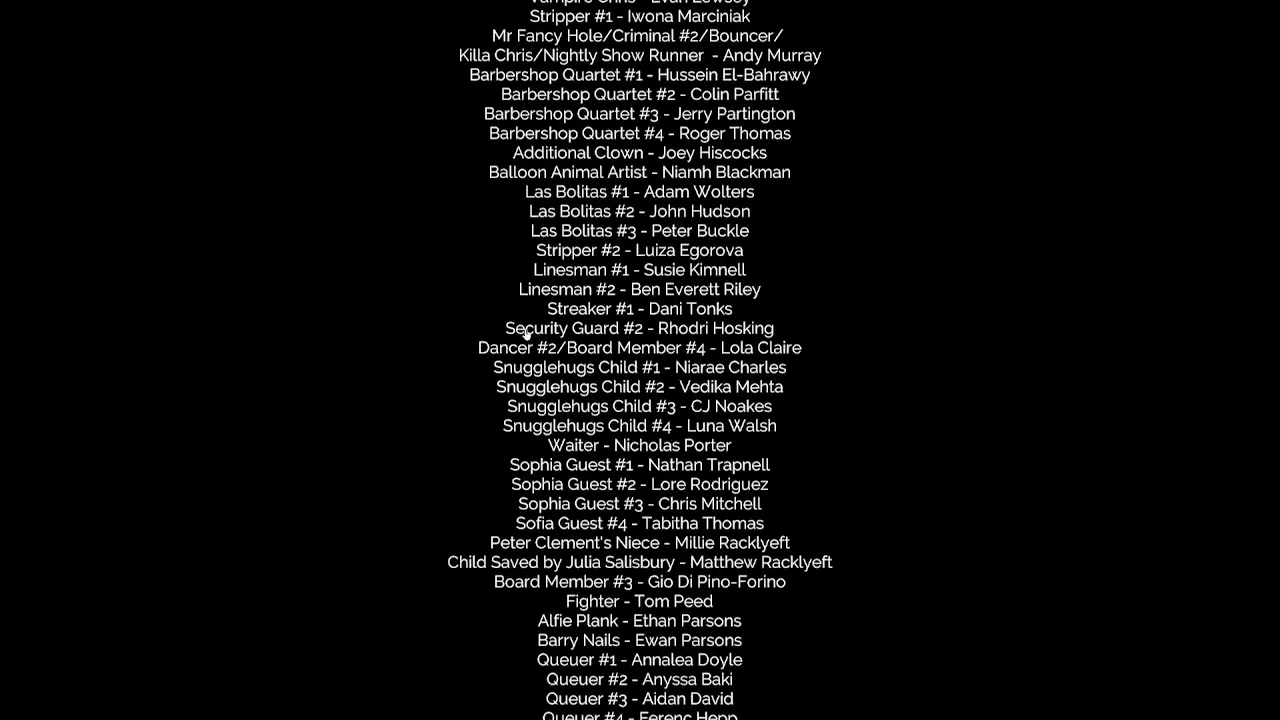 Vampire Chris - Evan Lewsey
Stripper #1 - Iwona Marciniak
Mr Fancy Hole/Criminal #2/Bouncer/
Killa Chris/Nightly Show Runner - Andy Murray
Barbershop Quartet #1 - Hussein El-Bahrawy
Barbershop Quartet #2 - Colin Parfitt
Barbershop Quartet #3 - Jerry Partington
Barbershop Quartet #4 - Roger Thomas
Additional Clown - Joey Hiscocks
Balloon Animal Artist - Niamh Blackman
Las Bolitas #1 - Adam Wolters
Las Bolitas #2 - John Hudson
Las Bolitas #3 - Peter Buckle
Stripper #2 - Luiza Egorova
Linesman #1 - Susie Kimnell
Linesman #2 - Ben Everett Riley
Streaker #1 - Dani Tonks
Security Guard #2 - Rhodri Hosking
Dancer #2/Board Member #4 - Lola Claire
Snugglehugs Child #1 - Niarae Charles
Snugglehugs Child #2 - Vedika Mehta
Snugglehugs Child #3 - CJ Noakes
Snugglehugs Child #4 - Luna Walsh
Waiter - Nicholas Porter
Sophia Guest #1 - Nathan Trapnell
Sophia Guest #2 - Lore Rodriguez
Sophia Guest #3 - Chris Mitchell
Sofia Guest #4 - Tabitha Thomas
Peter Clement's Niece - Millie Racklyeft
Child Saved by Julia Salisbury - Matthew Racklyeft
Board Member #3 - Gio Di Pino-Forino
Fighter - Tom Peed
Alfie Plank - Ethan Parsons
Barry Nails - Ewan Parsons
Queuer #1 - Annalea Doyle
Queuer #2 - Anyssa Baki
Queuer #3 - Aidan David
Queuer #4 - Ferenc Hepp